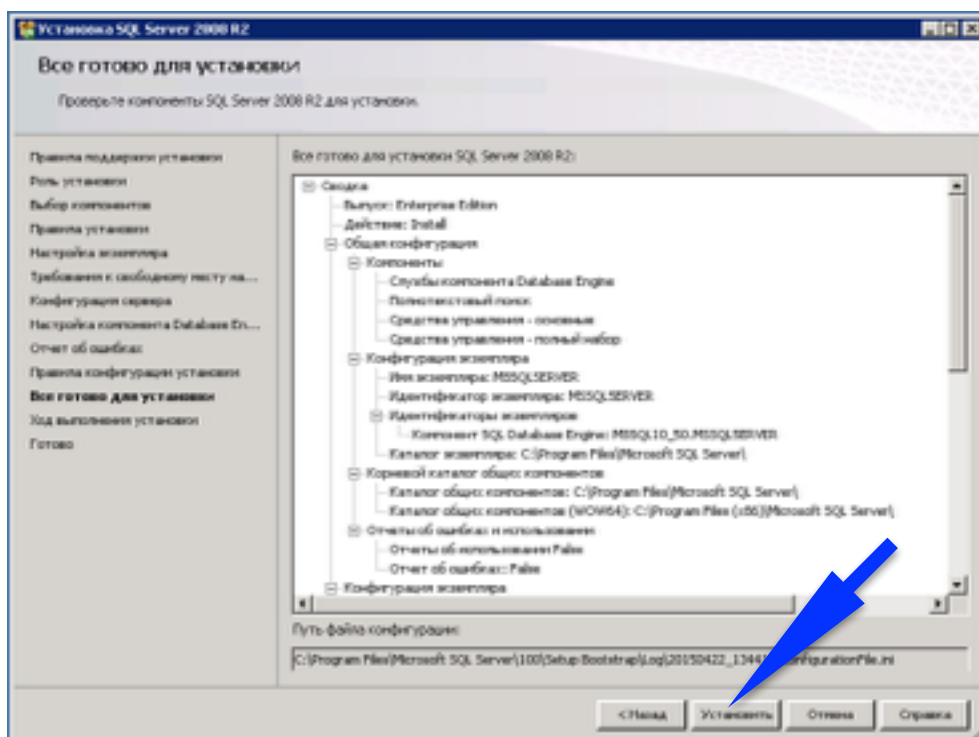 Установка SQL Server 2008 R2
Все готово для установки
Проверьте компоненты SQL Server 2008 R2 для установки.
Правила поддержки установки
Роль установки
Выбор компонентов
Правила установки
Настройка экземпляра
Требования к свободному месту на...
Конфигурация сервера
Настройка компонента Database En...
Отчет об ошибках
Правила конфигурации установки
Все готово для установки
Ход выполнения установки
Готово
Все готово для установки SQL Server 2008 R2:
Сводка
Выпуск: Enterprise Edition
Действие: Install
Общая конфигурация
Компоненты
Службы компонента Database Engine
Полнотекстовый поиск
Средства управления - основные
Средства управления - полный набор
Конфигурация экземпляра
Имя экземпляра: MSSQLSERVER
Идентификатор экземпляра: MSSQLSERVER
Идентификаторы экземпляров
Компонент SQL Database Engine: MSSQL10_50.MSSQLSERVER
Каталог экземпляра: C:\Program Files\Microsoft SQL Server\
Корневой каталог общих компонентов
Каталог общих компонентов: C:\Program Files\Microsoft SQL Server\
Каталог общих компонентов (WOW64): C:\Program Files (x86)\Microsoft SQL Server\
Отчеты об ошибках и использовании
Отчеты об использовании False
Отчет об ошибках: False
Конфигурация экземпляра
Путь файла конфигурации:
C:\Program Files\Microsoft SQL Server\100\Setup Bootstrap\Log\20150422_1344 nfigurationFile.ini
< Назад Установить Отмена Справка